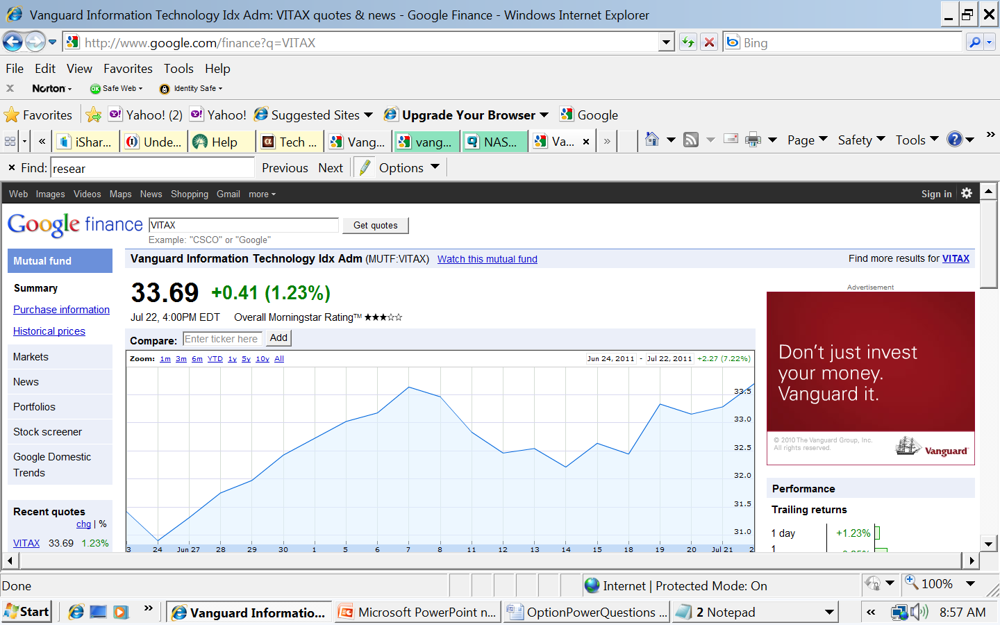 Vanguard Information Technology Idx Adm: VITAX quotes & news - Google Finance - Windows Internet Explorer
http://www.google.com/finance?q=VITAX
Bing
File Edit View Favorites Tools Help
x Norton OK Safe Web Identity Safe
Favorites Yahoo! (2) Yahoo! Suggested Sites Upgrade Your Browser Google
« iShar... Unde... Help Tech ... Vang... vang... NAS... Va... x » Page Safety Tools »
x Find: resear Previous Next Options
Web Images Videos Maps News Shopping Gmail more Sign in
Google finance VITAX Get quotes
Example: "CSCO" or "Google"
Mutual fund
Summary
Purchase information
Historical prices
Markets
News
Portfolios
Stock screener
Google Domestic
Trends
Recent quotes
chg | %
VITAX 33.69 1.23%
Vanguard Information Technology Idx Adm (MUTF:VITAX) Watch this mutual fund Find more results for VITAX
33.69 +0.41 (1.23%)
Jul 22, 4:00PM EDT Overall Morningstar Rating™ ★★★☆☆
Compare: Enter ticker here Add
Zoom: 1m 3m 6m YTD 1y 5y 10y All Jun 24, 2011 - Jul 22, 2011 +2.27 (7.22%)
33.5
33.0
32.5
32.0
31.5
31.0
3 24 Jun 27 28 29 30 1 5 6 7 8 11 12 13 14 15 18 19 20 Jul 21 2
Advertisement
Don't just invest
your money.
Vanguard it.
© 2010 The Vanguard Group, Inc.
All rights reserved.
Vanguard
Performance
Trailing returns
1 day +1.23%
1
Done Internet | Protected Mode: On 100%
Start » Vanguard Informatio... Microsoft PowerPoint n... OptionPowerQuestions ... 2 Notepad « 8:57 AM